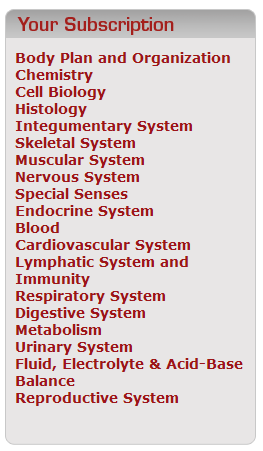 Your Subscription
Body Plan and Organization
Chemistry
Cell Biology
Histology
Integumentary System
Skeletal System
Muscular System
Nervous System
Special Senses
Endocrine System
Blood
Cardiovascular System
Lymphatic System and
Immunity
Respiratory System
Digestive System
Metabolism
Urinary System
Fluid, Electrolyte & Acid-Base
Balance
Reproductive System